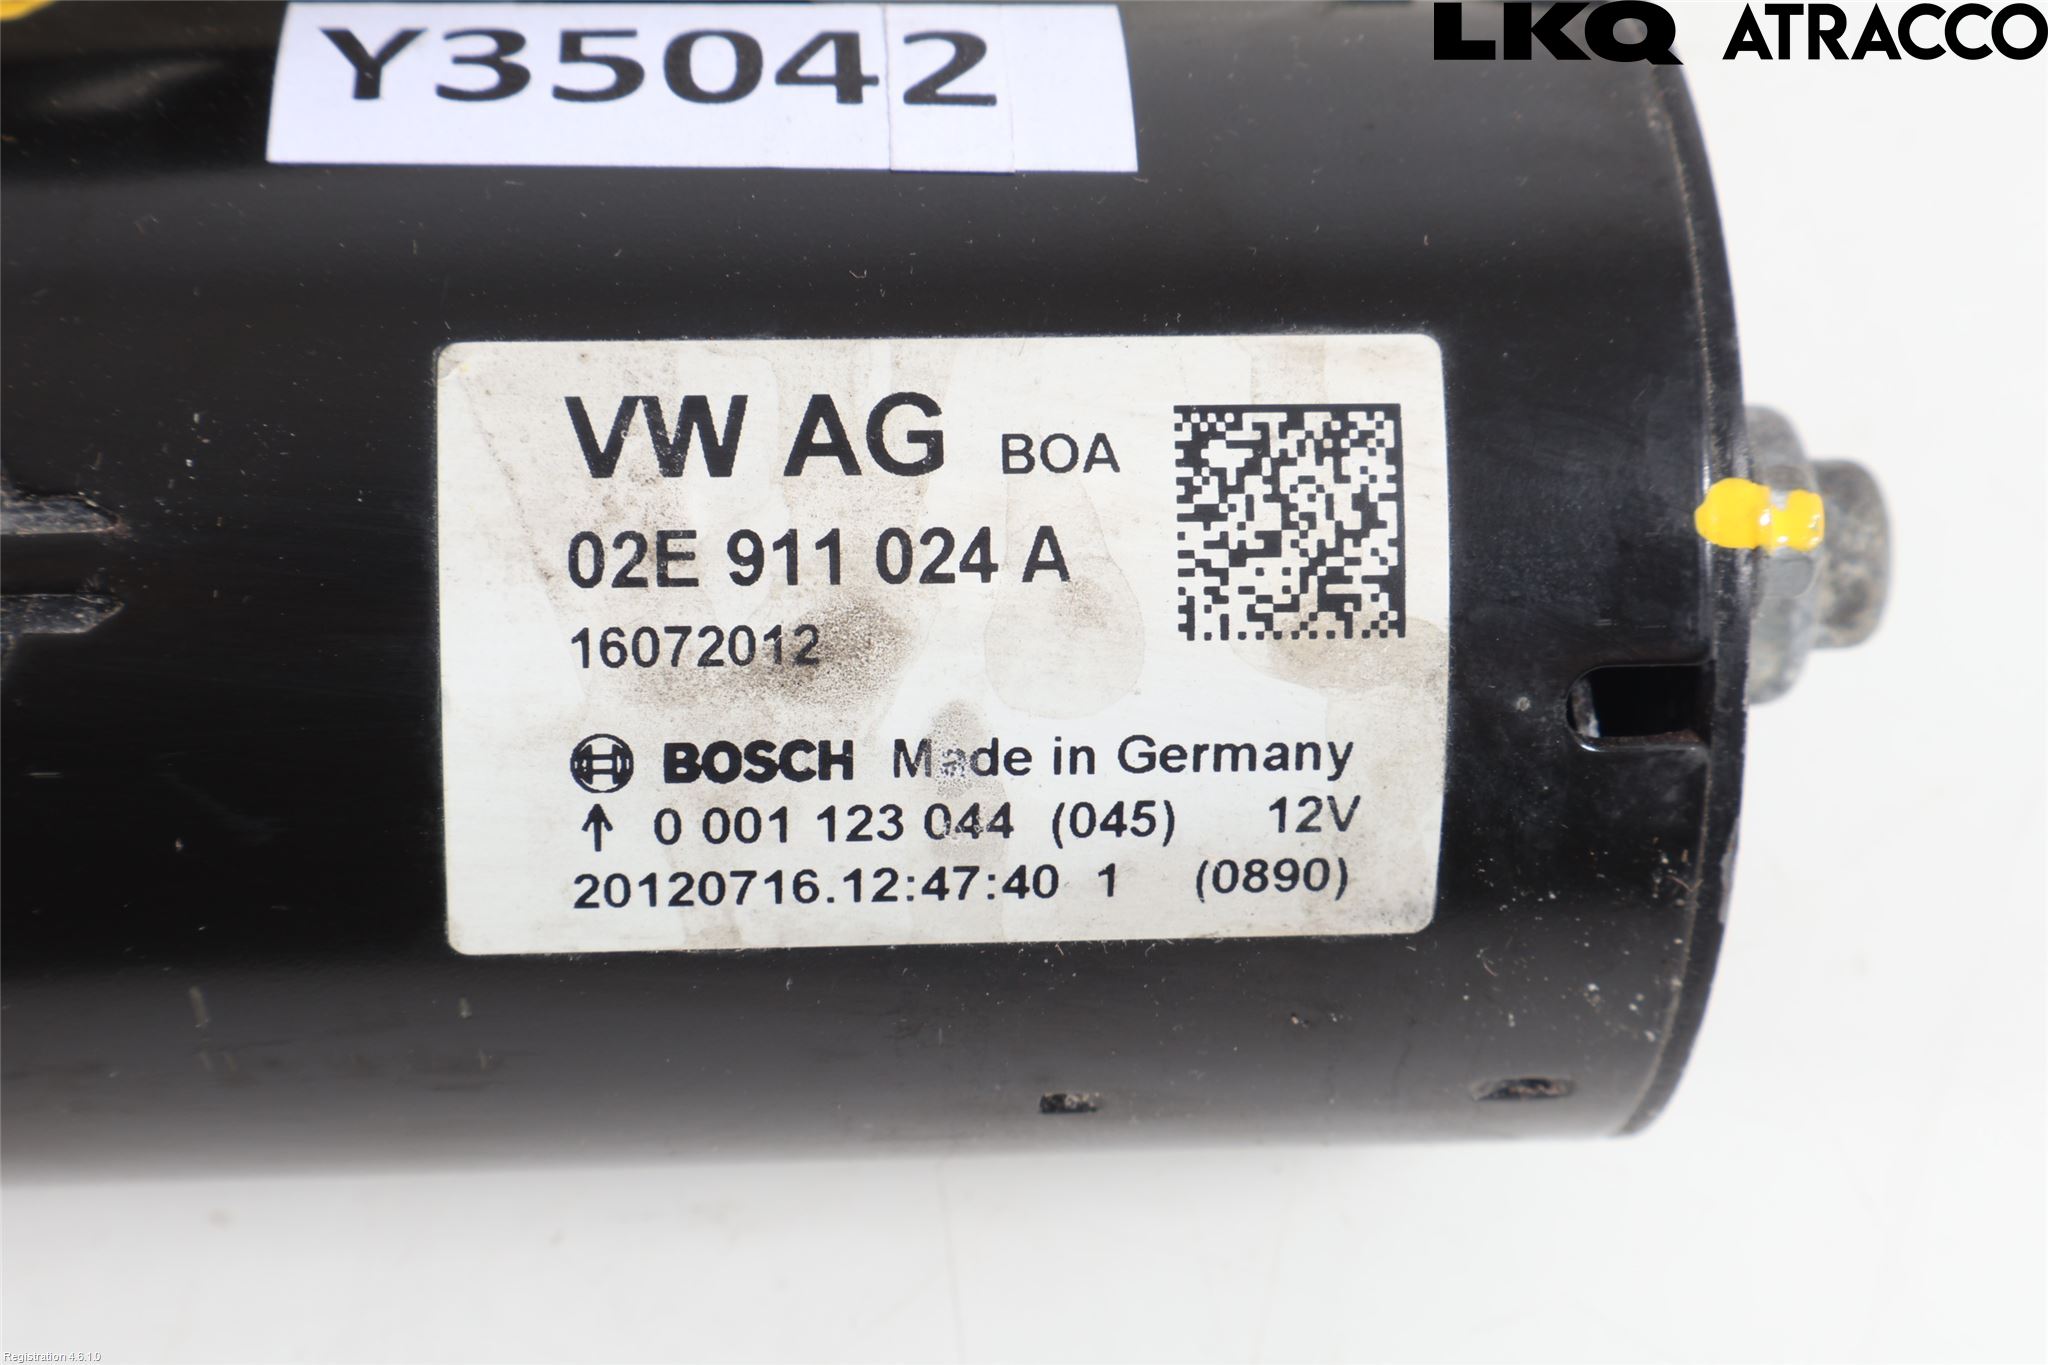 LKQ ATRACCO
Y35042
VW AG BOA
02E 911 024 A
16072012
BOSCH Made in Germany
↑ 0 001 123 044 (045) 12V
20120716.12:47:40 1 (0890)
Registration 4.6.1.0